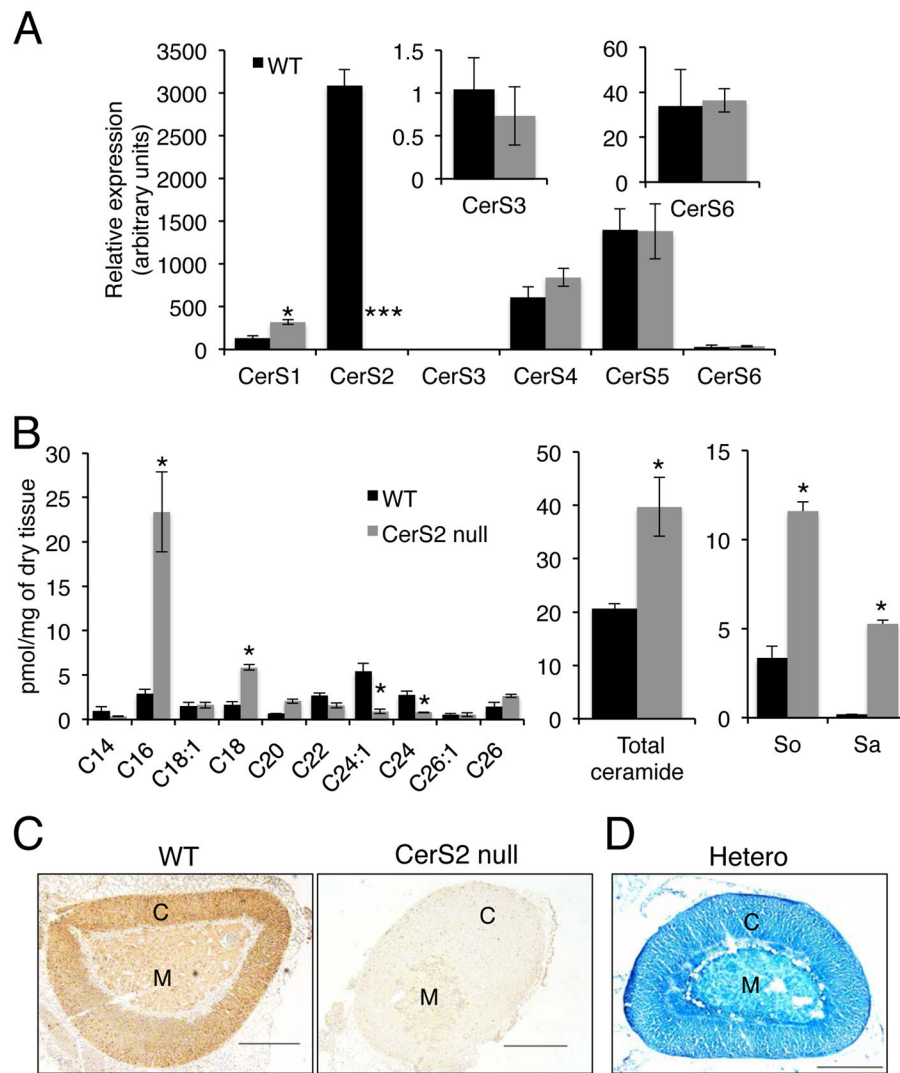 A
Relative expression
(arbitrary units)
3500
3000
2500
2000
1500
1000
500
0
WT
*
***
CerS1
CerS2
CerS3
CerS4
CerS5
CerS6
1.5
1
0.5
0
CerS3
60
40
20
0
CerS6
B
pmol/mg of dry tissue
30
25
20
15
10
5
0
*
*
*
*
WT
CerS2 null
C14
C16
C18:1
C18
C20
C22
C24:1
C24
C26:1
C26
50
40
30
20
10
0
*
Total
ceramide
15
10
5
0
*
*
So
Sa
C
WT
C
M
CerS2 null
C
M
D
Hetero
C
M